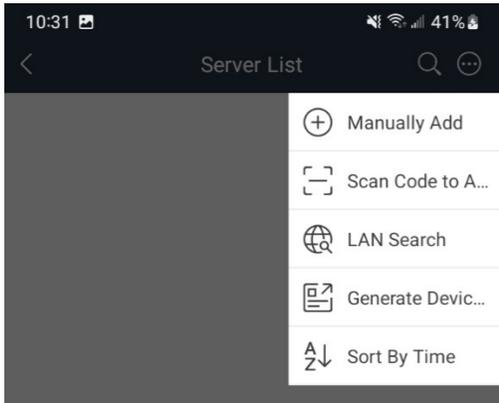 10:31 41%
Server List
Manually Add
Scan Code to A...
LAN Search
Generate Devic...
Sort By Time